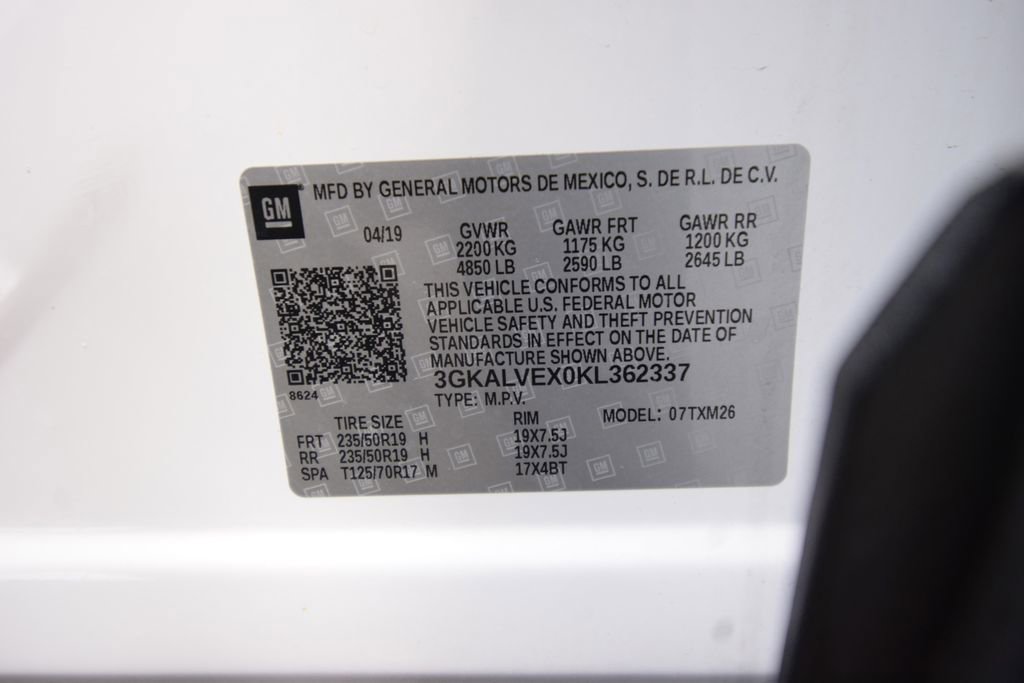 GM
MFD BY GENERAL MOTORS DE MEXICO, S. DE R.L. DE C.V.
04/19 GVWR GAWR FRT GAWR RR
2200 KG 1175 KG 1200 KG
4850 LB 2590 LB 2645 LB
THIS VEHICLE CONFORMS TO ALL
APPLICABLE U.S. FEDERAL MOTOR
VEHICLE SAFETY AND THEFT PREVENTION
STANDARDS IN EFFECT ON THE DATE OF
MANUFACTURE SHOWN ABOVE.
8624
3GKALVEX0KL362337
TYPE: M.P.V.
TIRE SIZE RIM MODEL: 07TXM26
FRT 235/50R19 H 19X7.5J
RR 235/50R19 H 19X7.5J
SPA T125/70R17 M 17X4BT